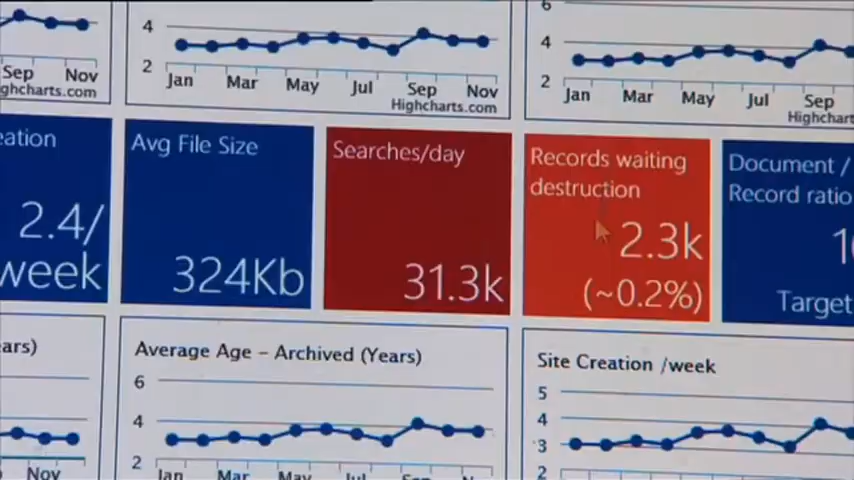 6
4
2
4
2
Sep Nov
Jan Mar May Jul Sep Nov
Jan Mar May Jul Sep
ghcharts.com
Highcharts.com
Highchart
eation
2.4/
week
Avg File Size
324Kb
Searches/day
31.3k
Records waiting
destruction
2.3k
(~0.2%)
Document /
Record ratio
Target
ars)
Nov
Average Age - Archived (Years)
6
4
2
Jan Mar May Jul Sep
Site Creation /week
5
4
3
2